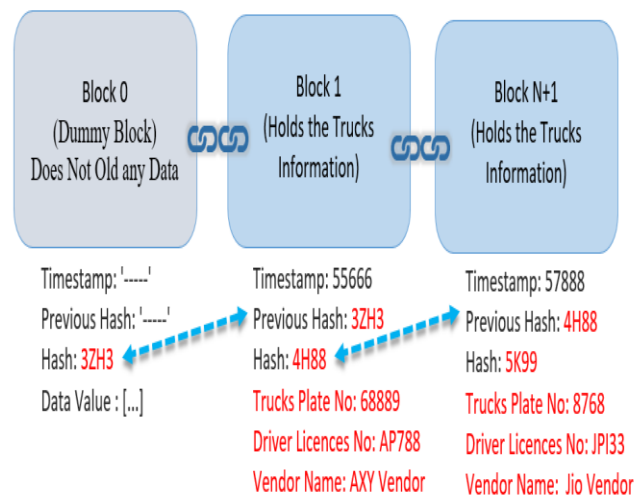 Block 0
(Dummy Block)
Does Not Old any Data
Block 1
(Holds the Trucks
Information)
Block N+1
(Holds the Trucks
Information)
Timestamp: '-----'
Previous Hash: '-----'
Hash: 3ZH3
Data Value : [...]
Timestamp: 55666
Previous Hash: 3ZH3
Hash: 4H88
Trucks Plate No: 68889
Driver Licences No: AP788
Vendor Name: AXY Vendor
Timestamp: 57888
Previous Hash: 4H88
Hash: 5K99
Trucks Plate No: 8768
Driver Licences No: JPI33
Vendor Name: Jio Vendor